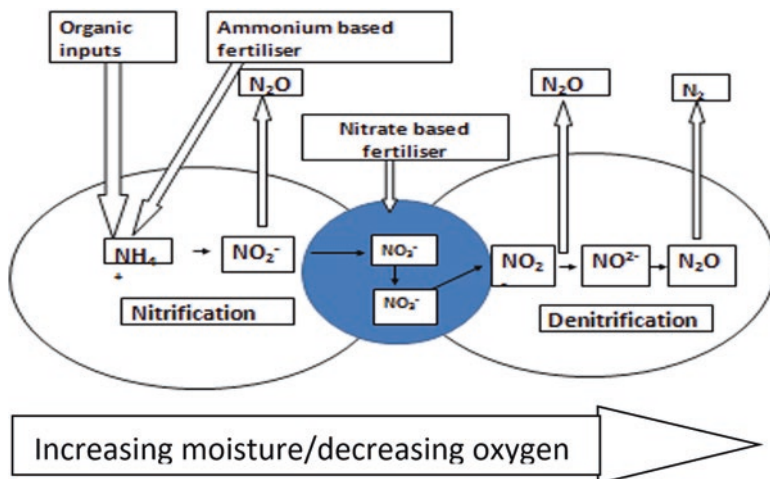 Organic
inputs
Ammonium based
fertiliser
N₂O
Nitrate based
fertiliser
N₂O
N₂
NH₄
+
NO₂⁻
NO₃⁻
NO₃⁻
NO₂
-
NO²⁻
N₂O
Nitrification
Denitrification
Increasing moisture/decreasing oxygen